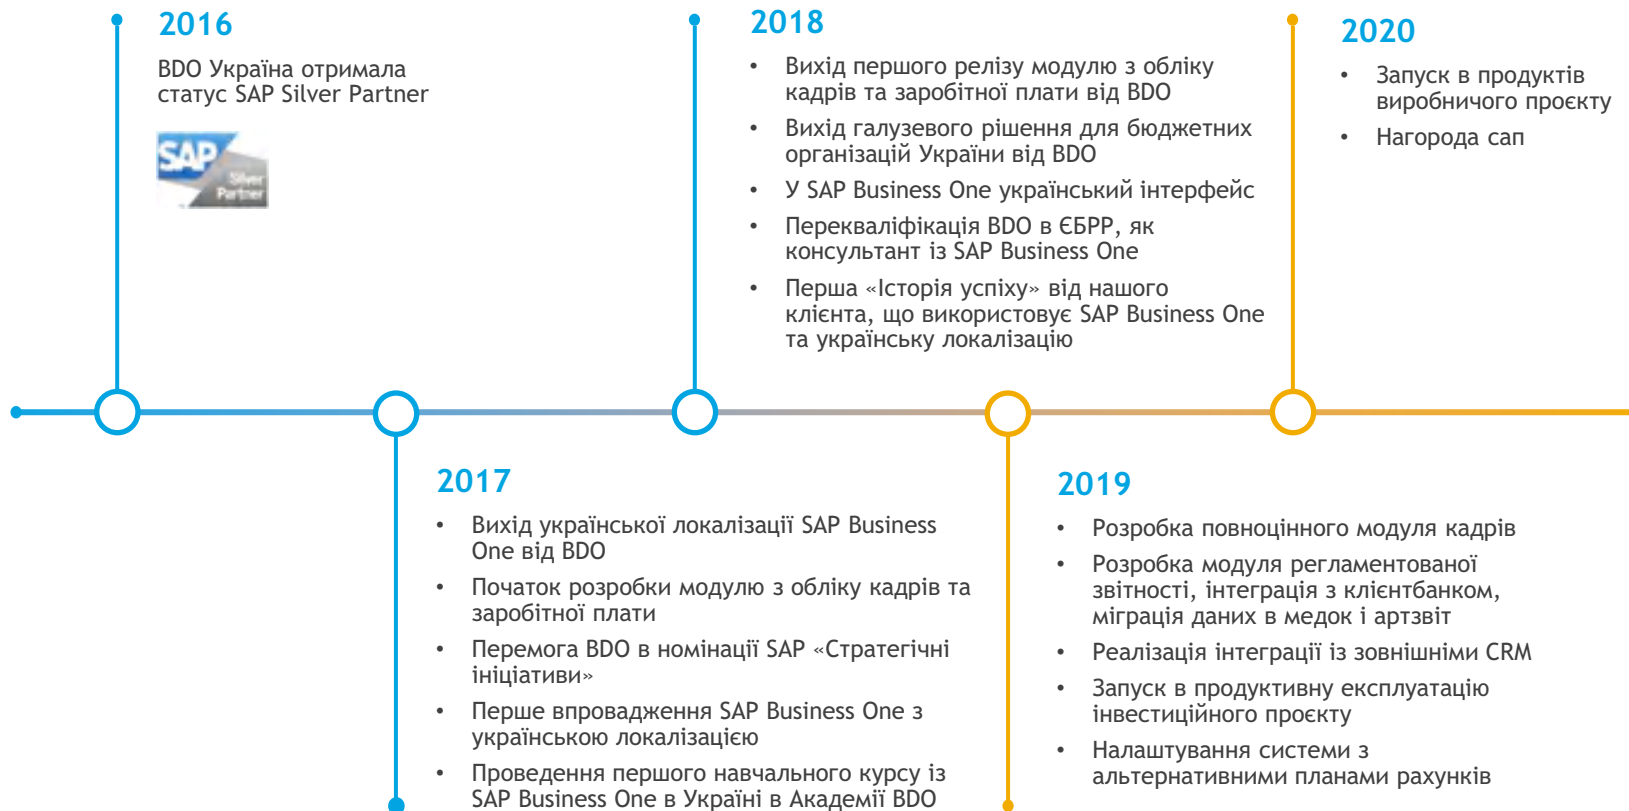 2016
BDO Україна отримала
статус SAP Silver Partner
SAP
Silver
Partner
2018
• Вихід першого релізу модулю з обліку
кадрів та заробітної плати від BDO
• Вихід галузевого рішення для бюджетних
організацій України від BDO
• У SAP Business One український інтерфейс
• Перекваліфікація BDO в ЄБРР, як
консультант із SAP Business One
• Перша «Історія успіху» від нашого
клієнта, що використовує SAP Business One
та українську локалізацію
2020
• Запуск в продуктів
виробничого проєкту
• Нагорода сап
2017
• Вихід української локалізації SAP Business
One від BDO
• Початок розробки модулю з обліку кадрів та
заробітної плати
• Перемога BDO в номінації SAP «Стратегічні
ініціативи»
• Перше впровадження SAP Business One з
українською локалізацією
• Проведення першого навчального курсу із
SAP Business One в Україні в Академії BDO
2019
• Розробка повноцінного модуля кадрів
• Розробка модуля регламентованої
звітності, інтеграція з клієнтбанком,
міграція даних в медок і артзвіт
• Реалізація інтеграції із зовнішніми CRM
• Запуск в продуктивну експлуатацію
інвестиційного проєкту
• Налаштування системи з
альтернативними планами рахунків